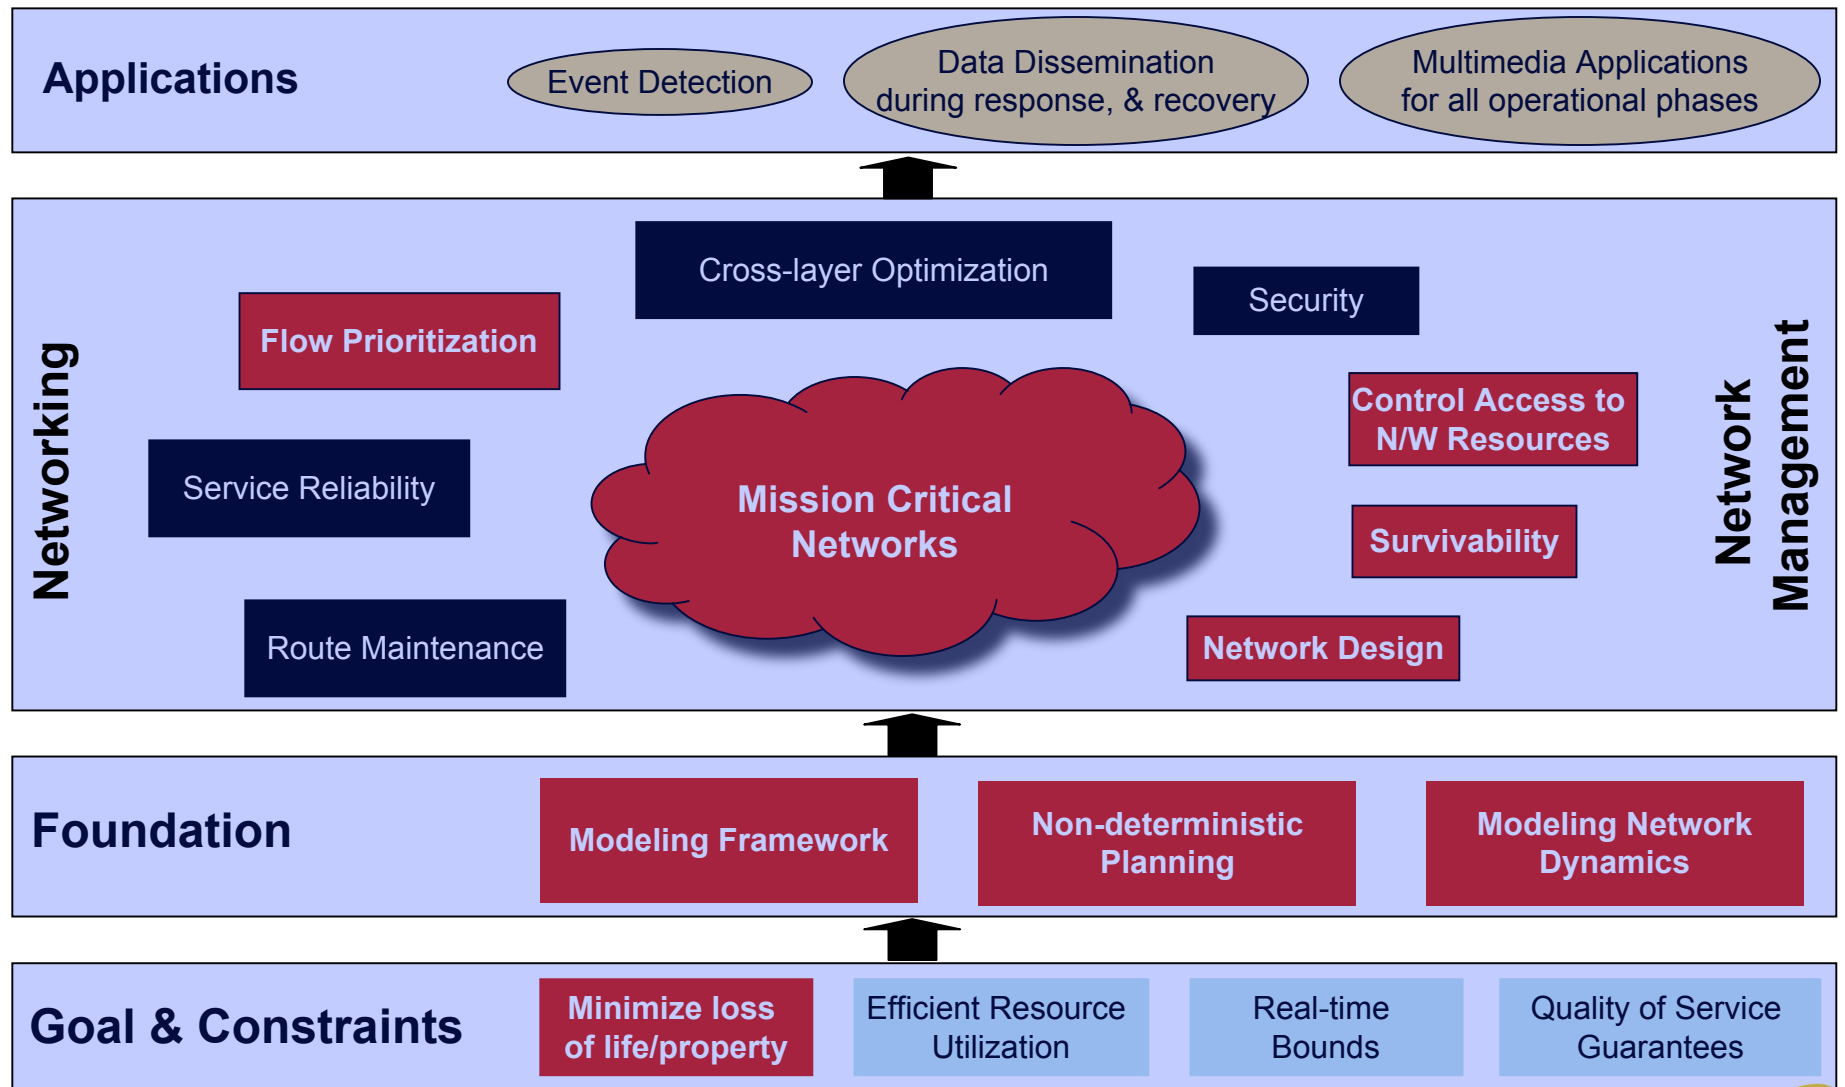 Applications
Event Detection
Data Dissemination
during response, & recovery
Multimedia Applications
for all operational phases
Networking
Cross-layer Optimization
Security
Flow Prioritization
Control Access to
N/W Resources
Service Reliability
Mission Critical
Networks
Survivability
Route Maintenance
Network Design
Network
Management
Foundation
Modeling Framework
Non-deterministic
Planning
Modeling Network
Dynamics
Goal & Constraints
Minimize loss
of life/property
Efficient Resource
Utilization
Real-time
Bounds
Quality of Service
Guarantees